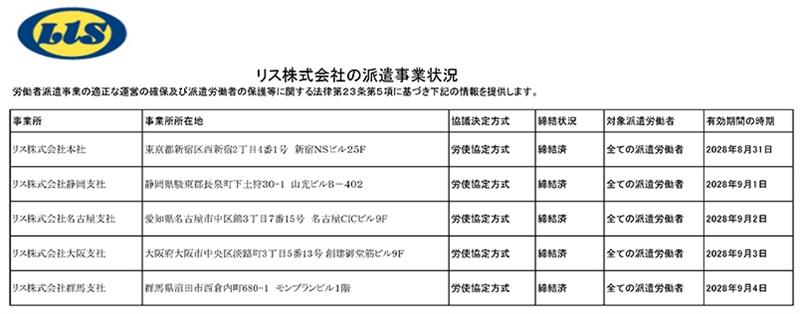 LIS
リス株式会社の派遣事業状況
労働者派遣事業の適正な運営の確保及び派遣労働者の保護等に関する法律第23条第5項に基づき下記の情報を提供します。
事業所 事業所所在地 協議決定方式 締結状況 対象派遣労働者 有効期間の時期
リス株式会社本社 東京都新宿区西新宿2丁目4番1号 新宿NSビル25F 労使協定方式 締結済 全ての派遣労働者 2028年8月31日
リス株式会社静岡支社 静岡県駿東郡長泉町下土狩30-1 山光ビルB－402 労使協定方式 締結済 全ての派遣労働者 2028年9月1日
リス株式会社名古屋支社 愛知県名古屋市中区錦3丁目7番15号 名古屋CICビル9F 労使協定方式 締結済 全ての派遣労働者 2028年9月2日
リス株式会社大阪支社 大阪府大阪市中央区淡路町3丁目5番13号 創建御堂筋ビル9F 労使協定方式 締結済 全ての派遣労働者 2028年9月3日
リス株式会社群馬支社 群馬県沼田市西倉内町680-1 モンブランビル1階 労使協定方式 締結済 全ての派遣労働者 2028年9月4日